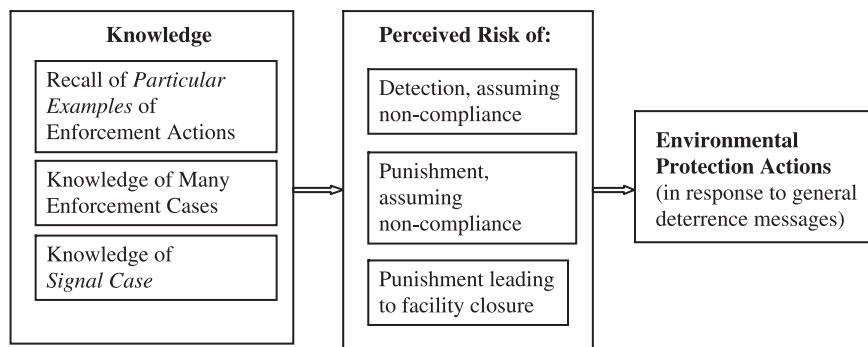 Knowledge
Recall of Particular
Examples of
Enforcement Actions
Knowledge of Many
Enforcement Cases
Knowledge of
Signal Case
Perceived Risk of:
Detection, assuming
non-compliance
Punishment,
assuming
non-compliance
Punishment leading
to facility closure
Environmental
Protection Actions
(in response to general
deterrence messages)